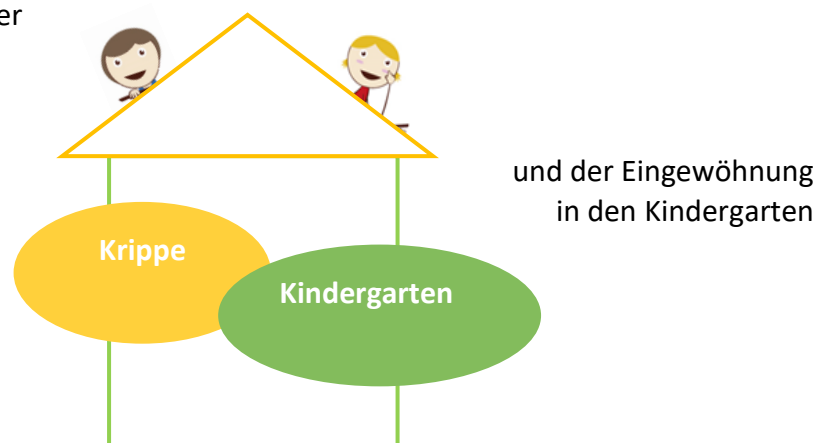 er
und der Eingewöhnung
in den Kindergarten
Krippe
Kindergarten